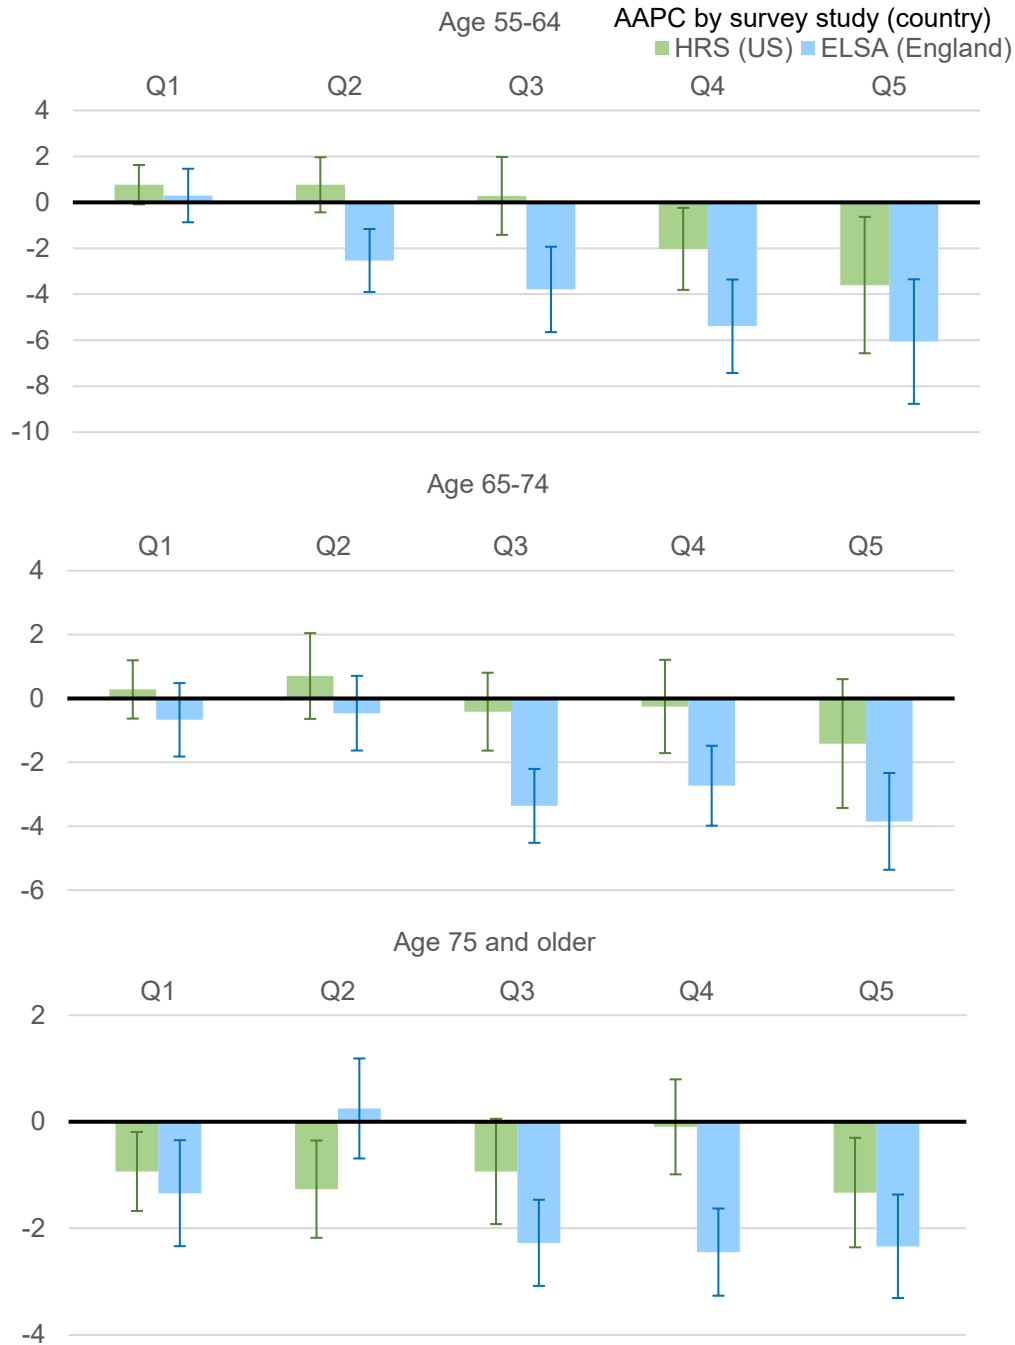 Age 55-64
AAPC by survey study (country)
HRS (US) ELSA (England)
Q1 Q2 Q3 Q4 Q5
4
2
0
-2
-4
-6
-8
-10
Age 65-74
Q1 Q2 Q3 Q4 Q5
4
2
0
-2
-4
-6
Age 75 and older
Q1 Q2 Q3 Q4 Q5
2
0
-2
-4